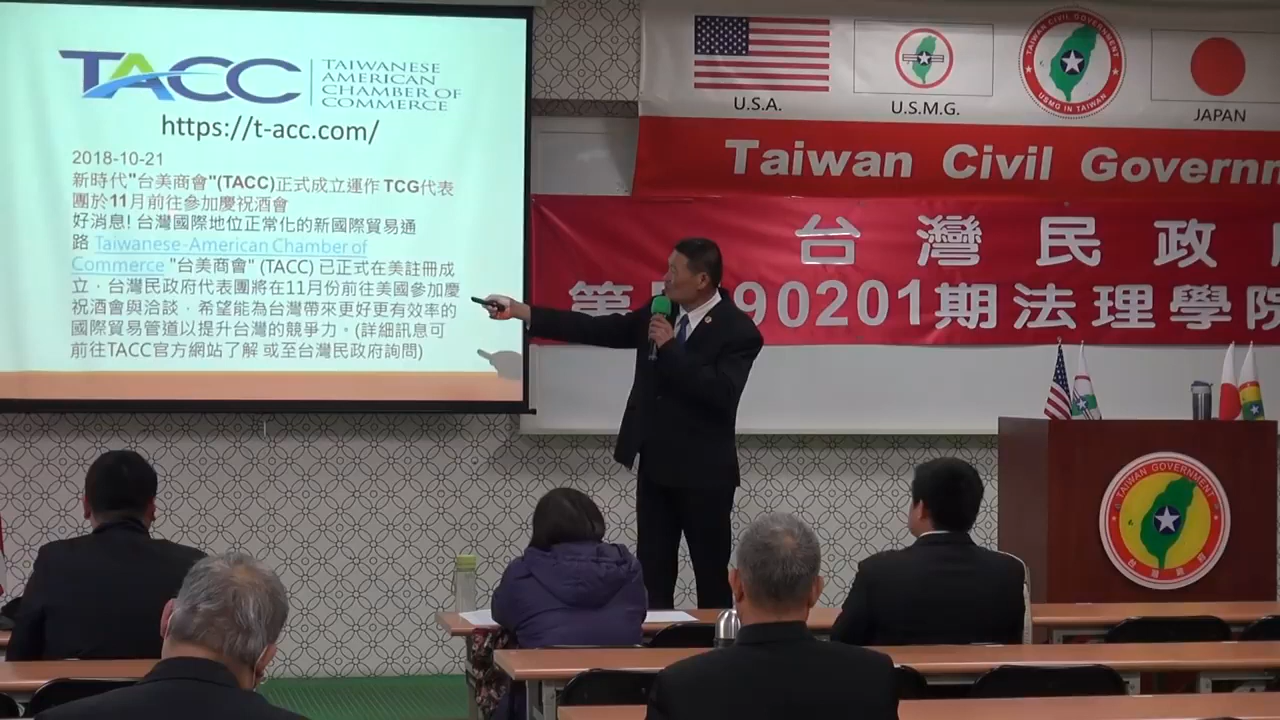 TACC
TAIWANESE
AMERICAN
CHAMBER OF
COMMERCE
https://t-acc.com/
2018-10-21
新時代"台美商會"(TACC)正式成立運作 TCG代表
團於11月前往參加慶祝酒會
好消息! 台灣國際地位正常化的新國際貿易通
路 Taiwanese-American Chamber of
Commerce "台美商會" (TACC) 已正式在美註冊成
立，台灣民政府代表團將在11月份前往美國參加慶
祝酒會與洽談，希望能為台灣帶來更好更有效率的
國際貿易管道以提升台灣的競爭力。(詳細訊息可
前往TACC官方網站了解 或至台灣民政府詢問)
U.S.A.
U.S.M.G.
TAIWAN CIVIL GOVERNMENT
USMG IN TAIWAN
JAPAN
Taiwan Civil Governm
台灣民政
第 90201期法理學院
TAIWAN GOVERNMENT
台灣政府